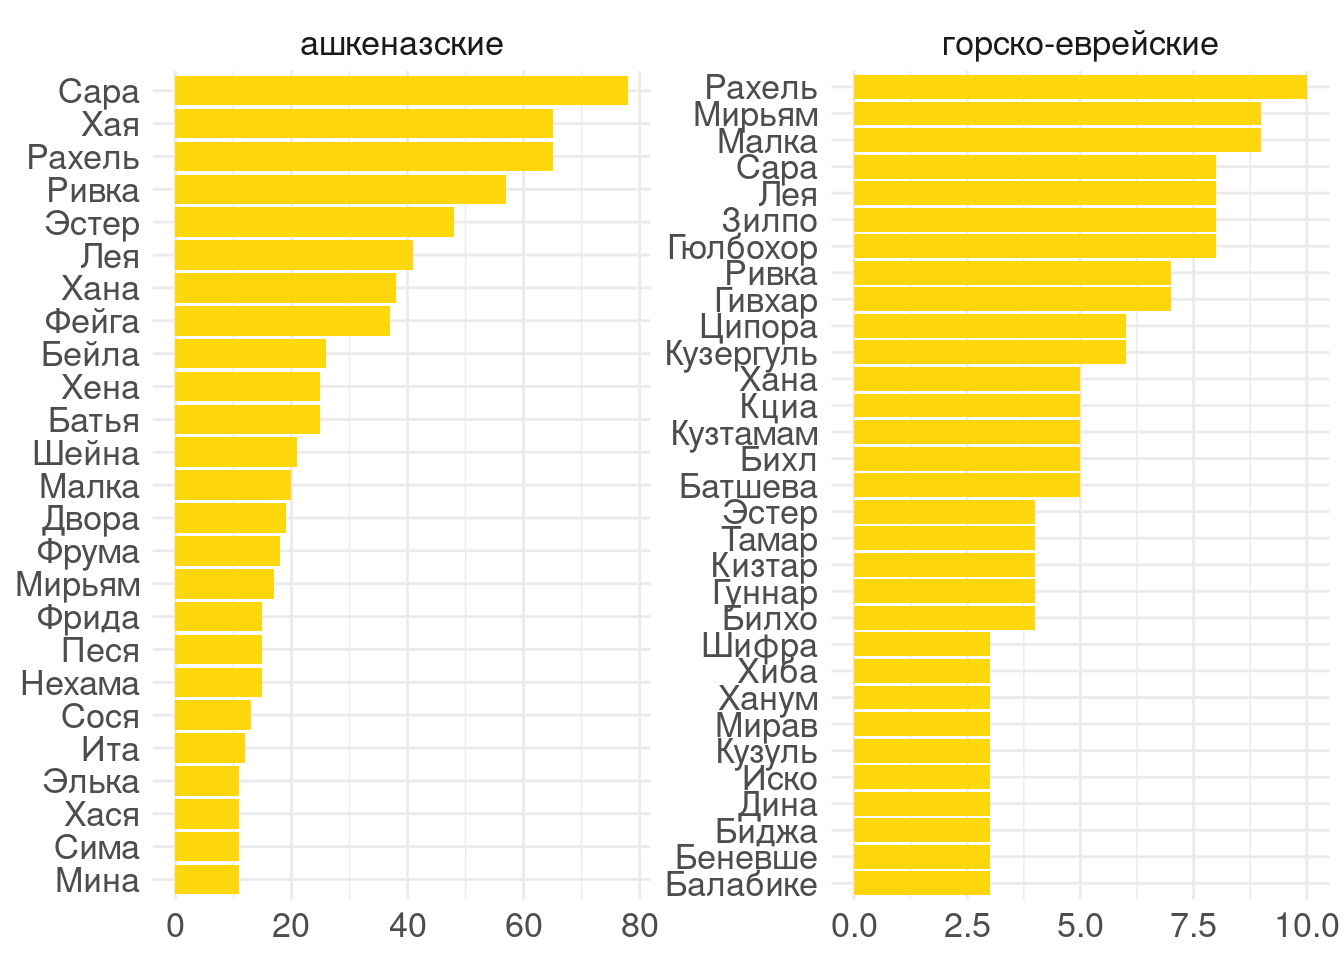 ашкеназские
Сара
Хая
Рахель
Ривка
Эстер
Лея
Хана
Фейга
Бейла
Хена
Батья
Шейна
Малка
Двора
Фрума
Мирьям
Фрида
Песя
Нехама
Сося
Ита
Элька
Хася
Сима
Мина
0 20 40 60 80
горско-еврейские
Рахель
Мирьям
Малка
Сара
Лея
Зилпо
Гюлбохор
Ривка
Гивхар
Ципора
Кузергуль
Хана
Кциа
Кузтамам
Бихл
Батшева
Эстер
Тамар
Кизтар
Гуннар
Билхо
Шифра
Хиба
Ханум
Мирав
Кузуль
Иско
Дина
Биджа
Беневше
Балабике
0.0 2.5 5.0 7.5 10.0